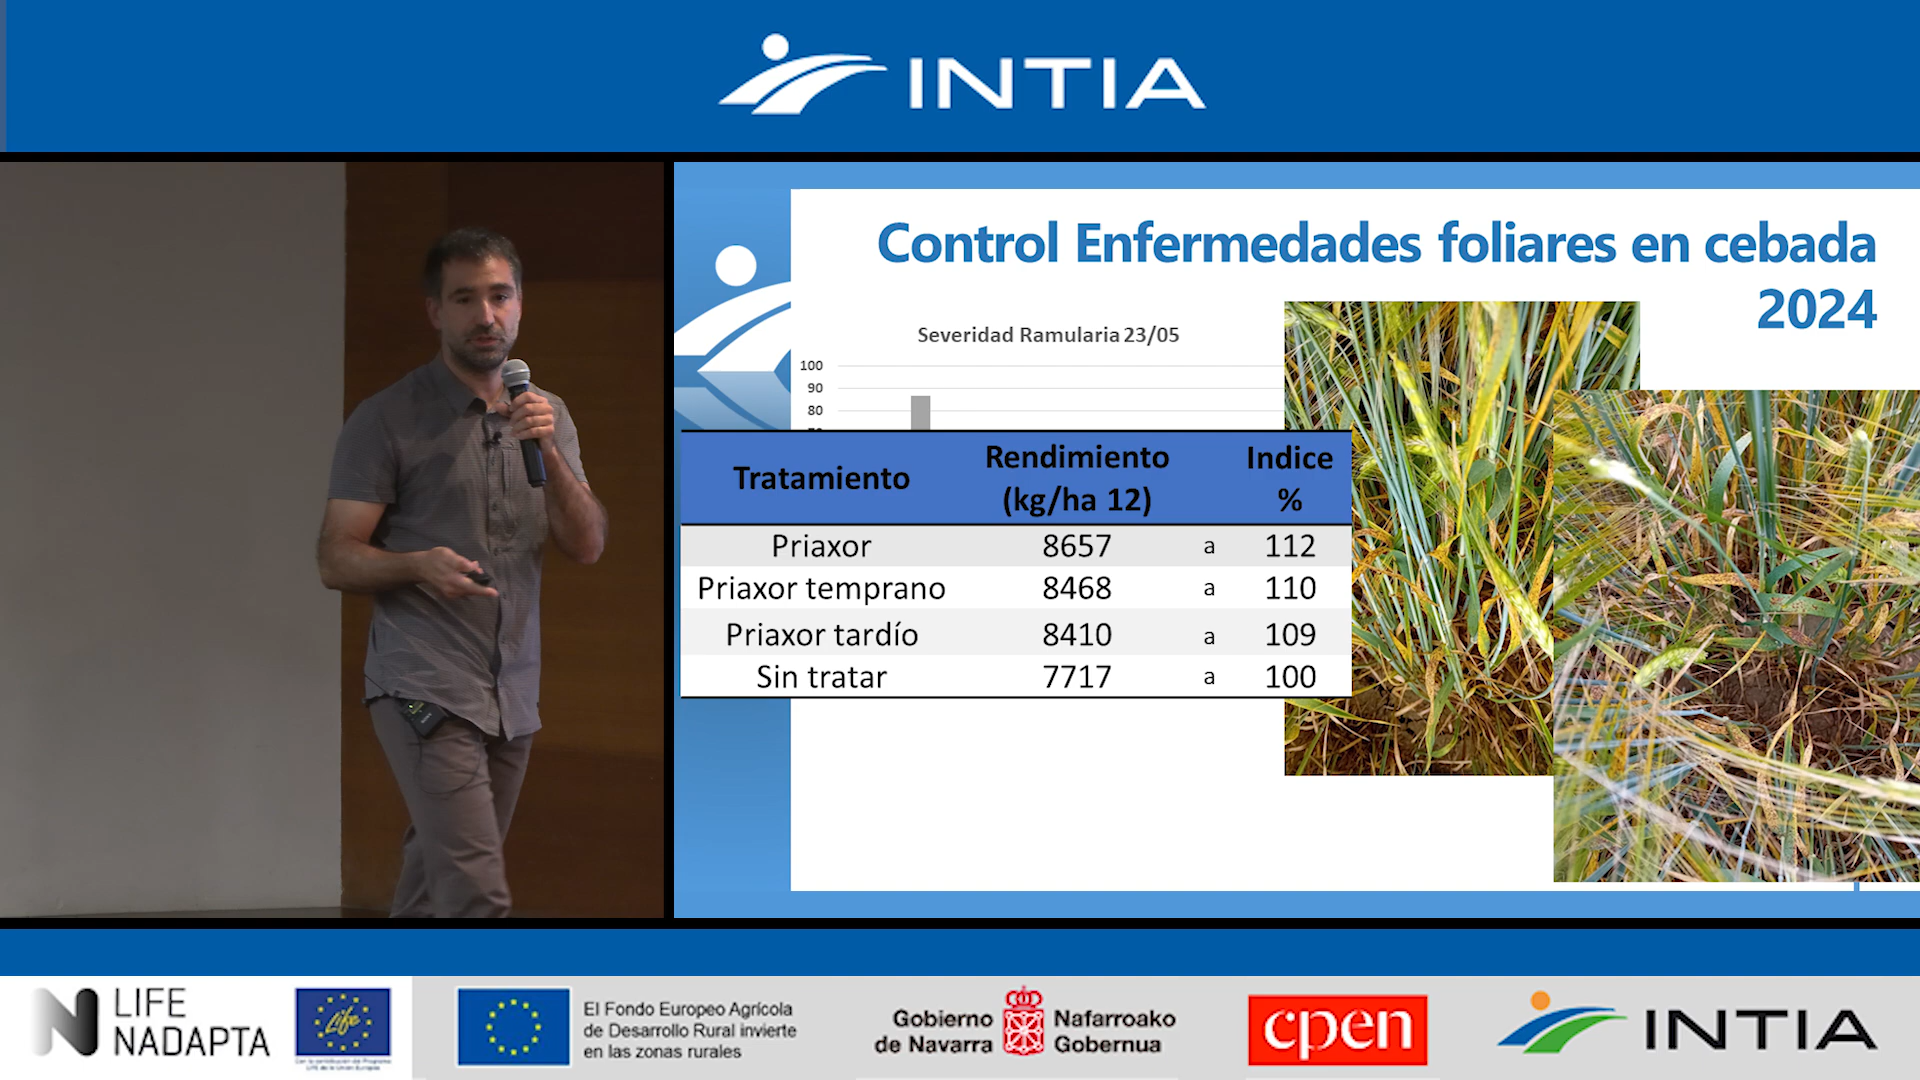 INTIA
Control Enfermedades foliares en cebada
2024
Severidad Ramularia 23/05
100
90
80
Tratamiento
Rendimiento
(kg/ha 12)
Indice
%
Priaxor 8657 a 112
Priaxor temprano 8468 a 110
Priaxor tardío 8410 a 109
Sin tratar 7717 a 100
LIFE
NADAPTA
Life
El Fondo Europeo Agrícola
de Desarrollo Rural invierte
en las zonas rurales
Gobierno
de Navarra
Nafarroako
Gobernua
cpen
INTIA